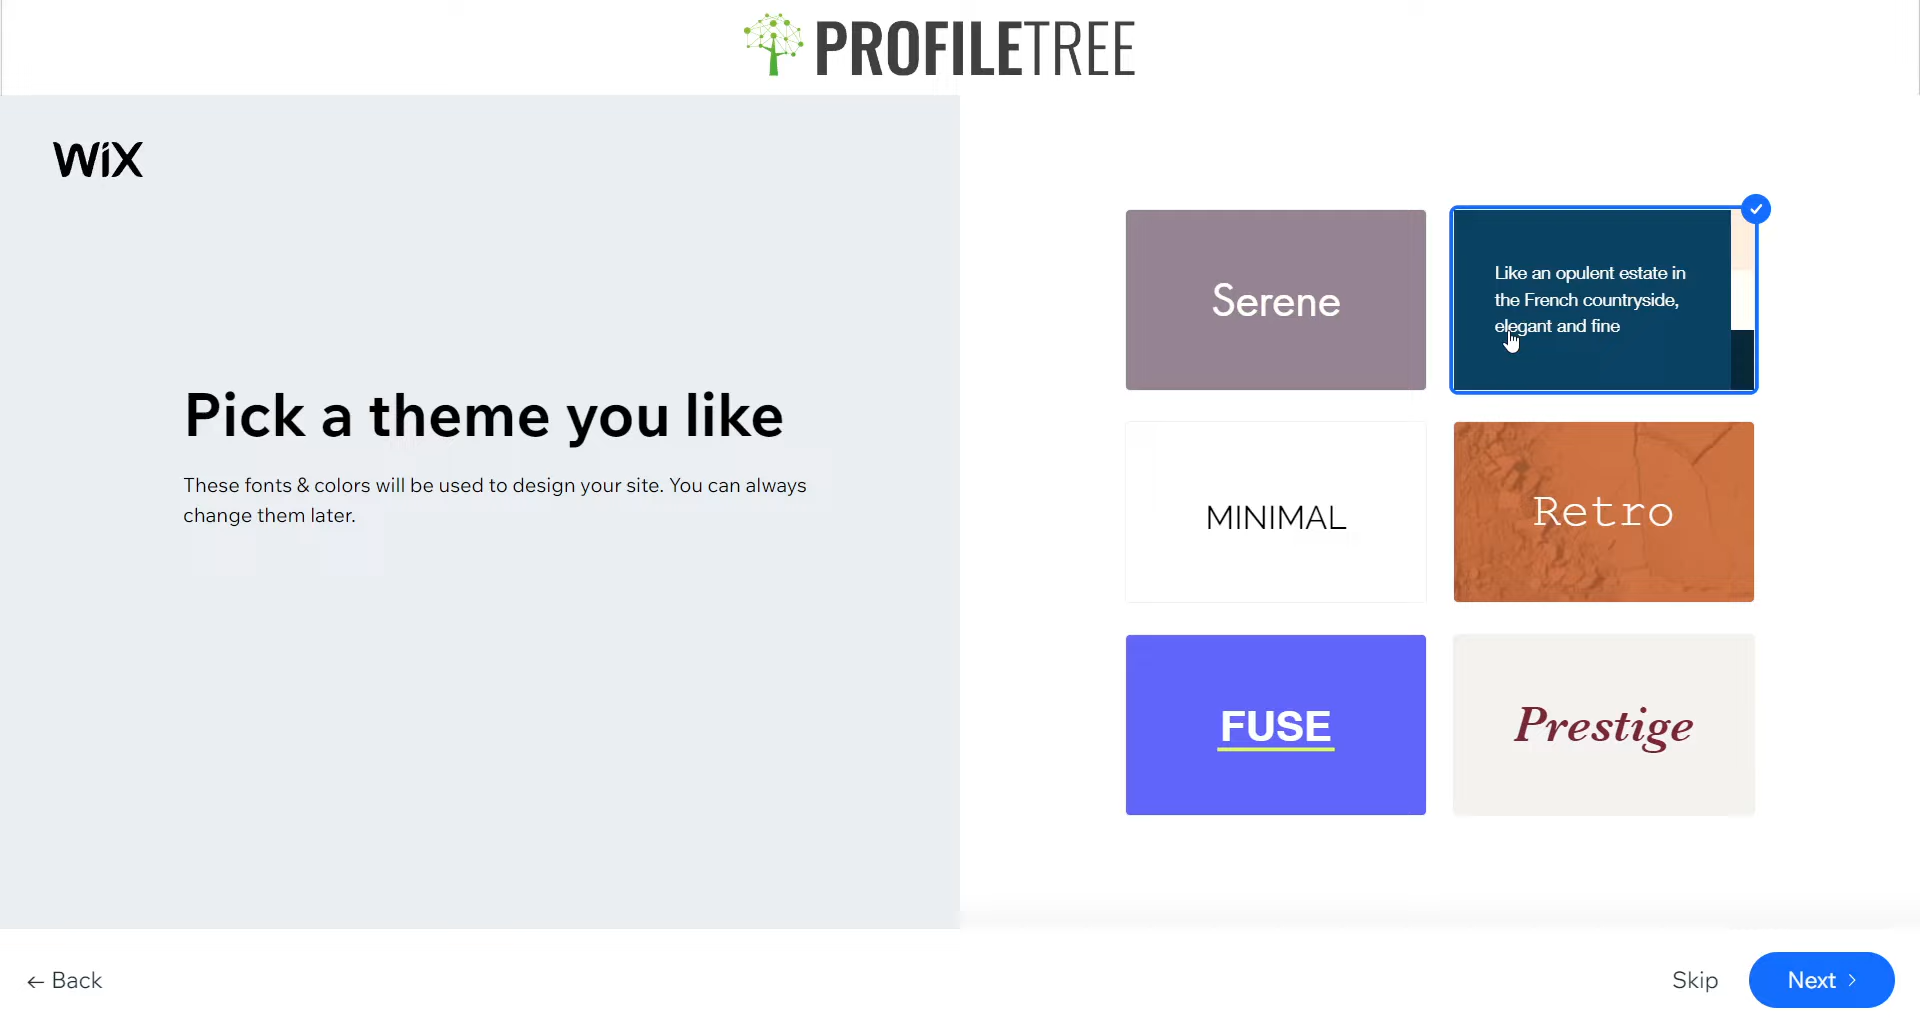 PROFILETREE
WiX
Pick a theme you like
These fonts & colors will be used to design your site. You can always
change them later.
Serene
Like an opulent estate in
the French countryside,
elegant and fine
MINIMAL
Retro
FUSE
Prestige
← Back
Skip
Next >